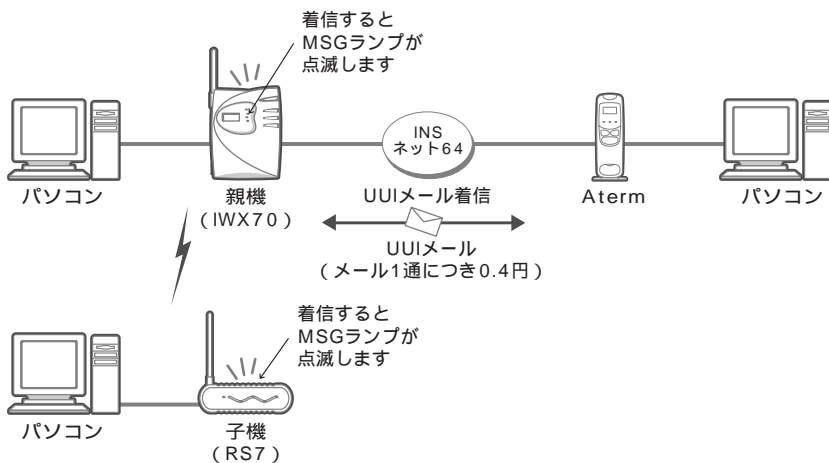 着信すると
MSGランプが
点滅します
INS
ネット64
パソコン
親機
（IWX70）
UUIメール着信
Aterm
パソコン
UUIメール
（メール1通につき0.4円）
着信すると
MSGランプが
点滅します
パソコン
子機
（RS7）